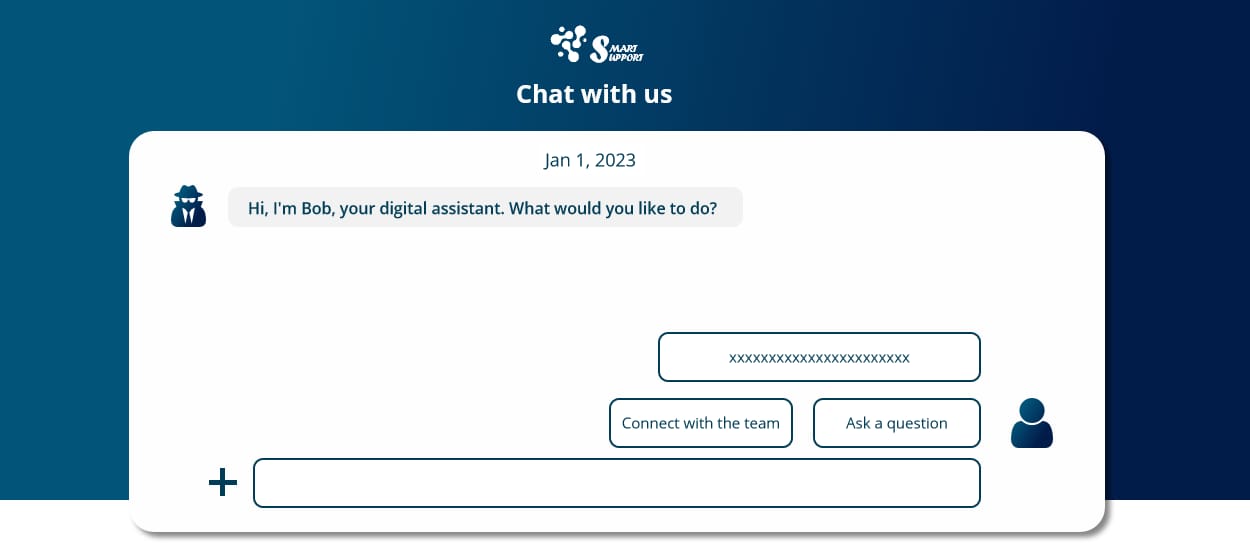 SMART
SUPPORT
Chat with us
Jan 1, 2023
Hi, I'm Bob, your digital assistant. What would you like to do?
xxxxxxxxxxxxxxxxxxxxxxx
Connect with the team
Ask a question